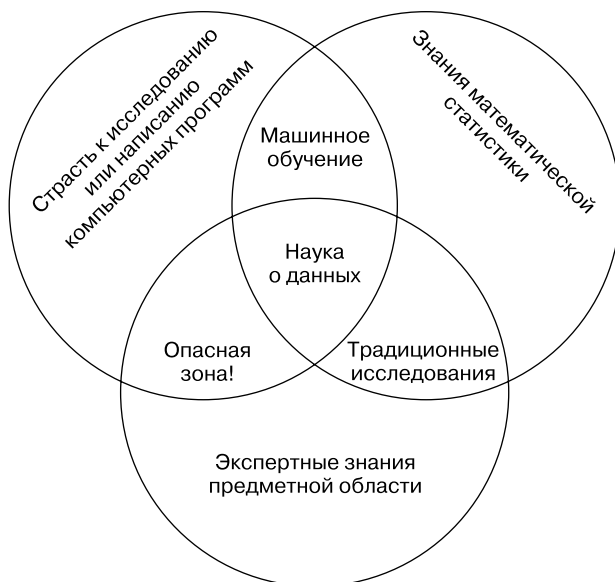 Страсть к исследованию
или написанию
компьютерных программ
Знания математической
статистики
Машинное
обучение
Наука
о данных
Опасная
зона!
Традиционные
исследования
Экспертные знания
предметной области